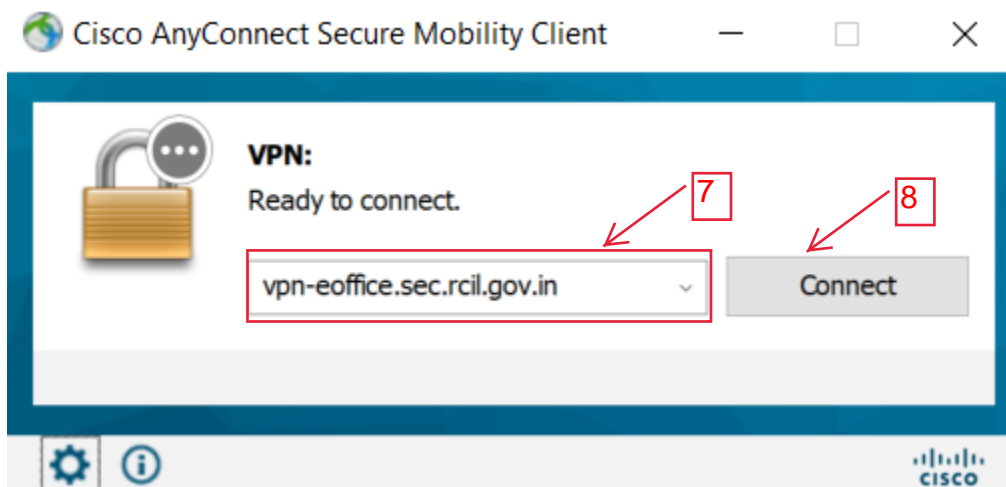 Cisco AnyConnect Secure Mobility Client
VPN:
Ready to connect.
7
8
vpn-eoffice.sec.rcil.gov.in
Connect
CISCO